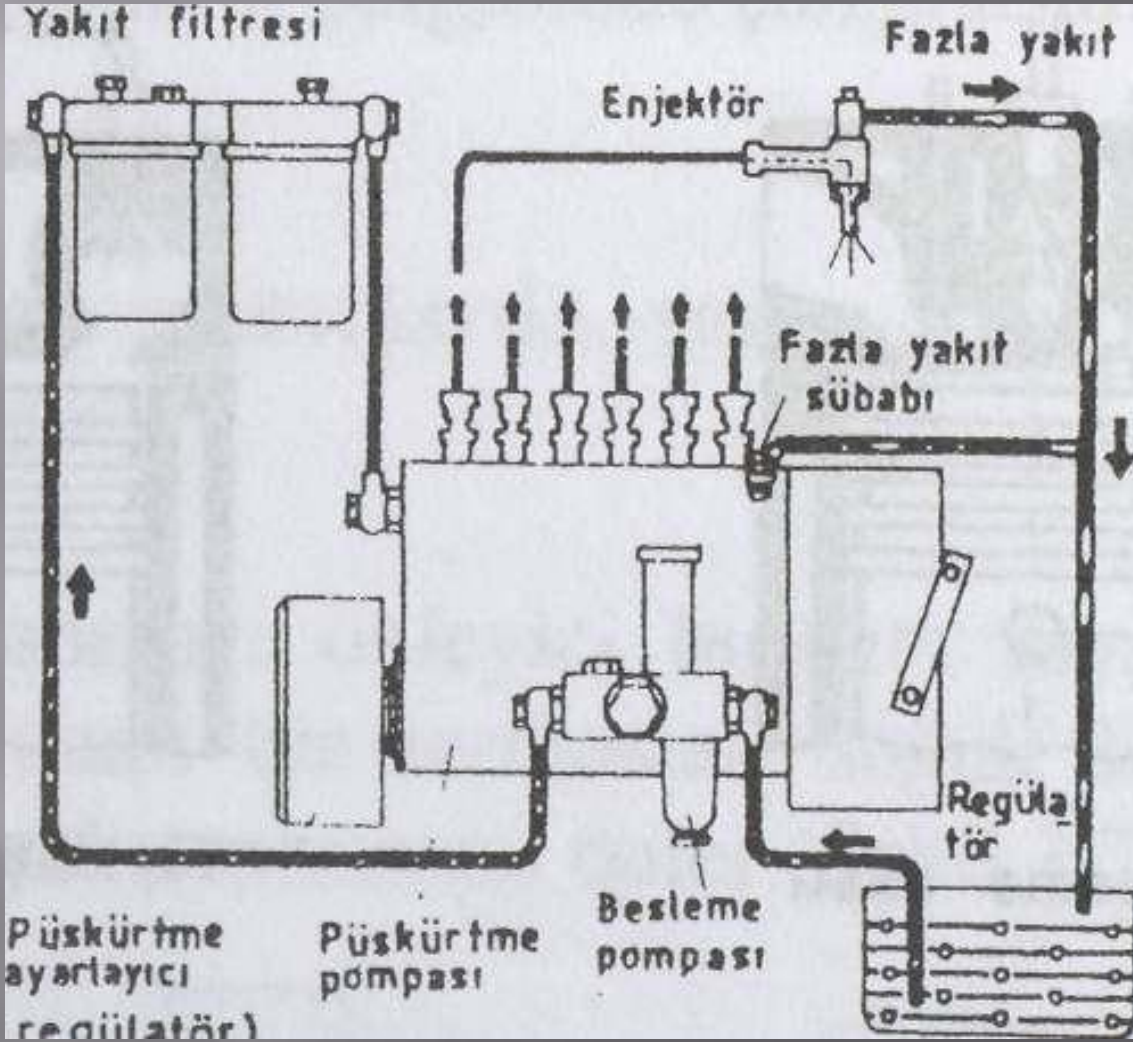 Yakıt filtresi
Fazla yakıt
Enjektör
Fazla yakıt
sübabı
Regüla
tör
Besleme
pompası
Püskürtme
pompası
Püskürtme
ayarlayıcı
regülatör)